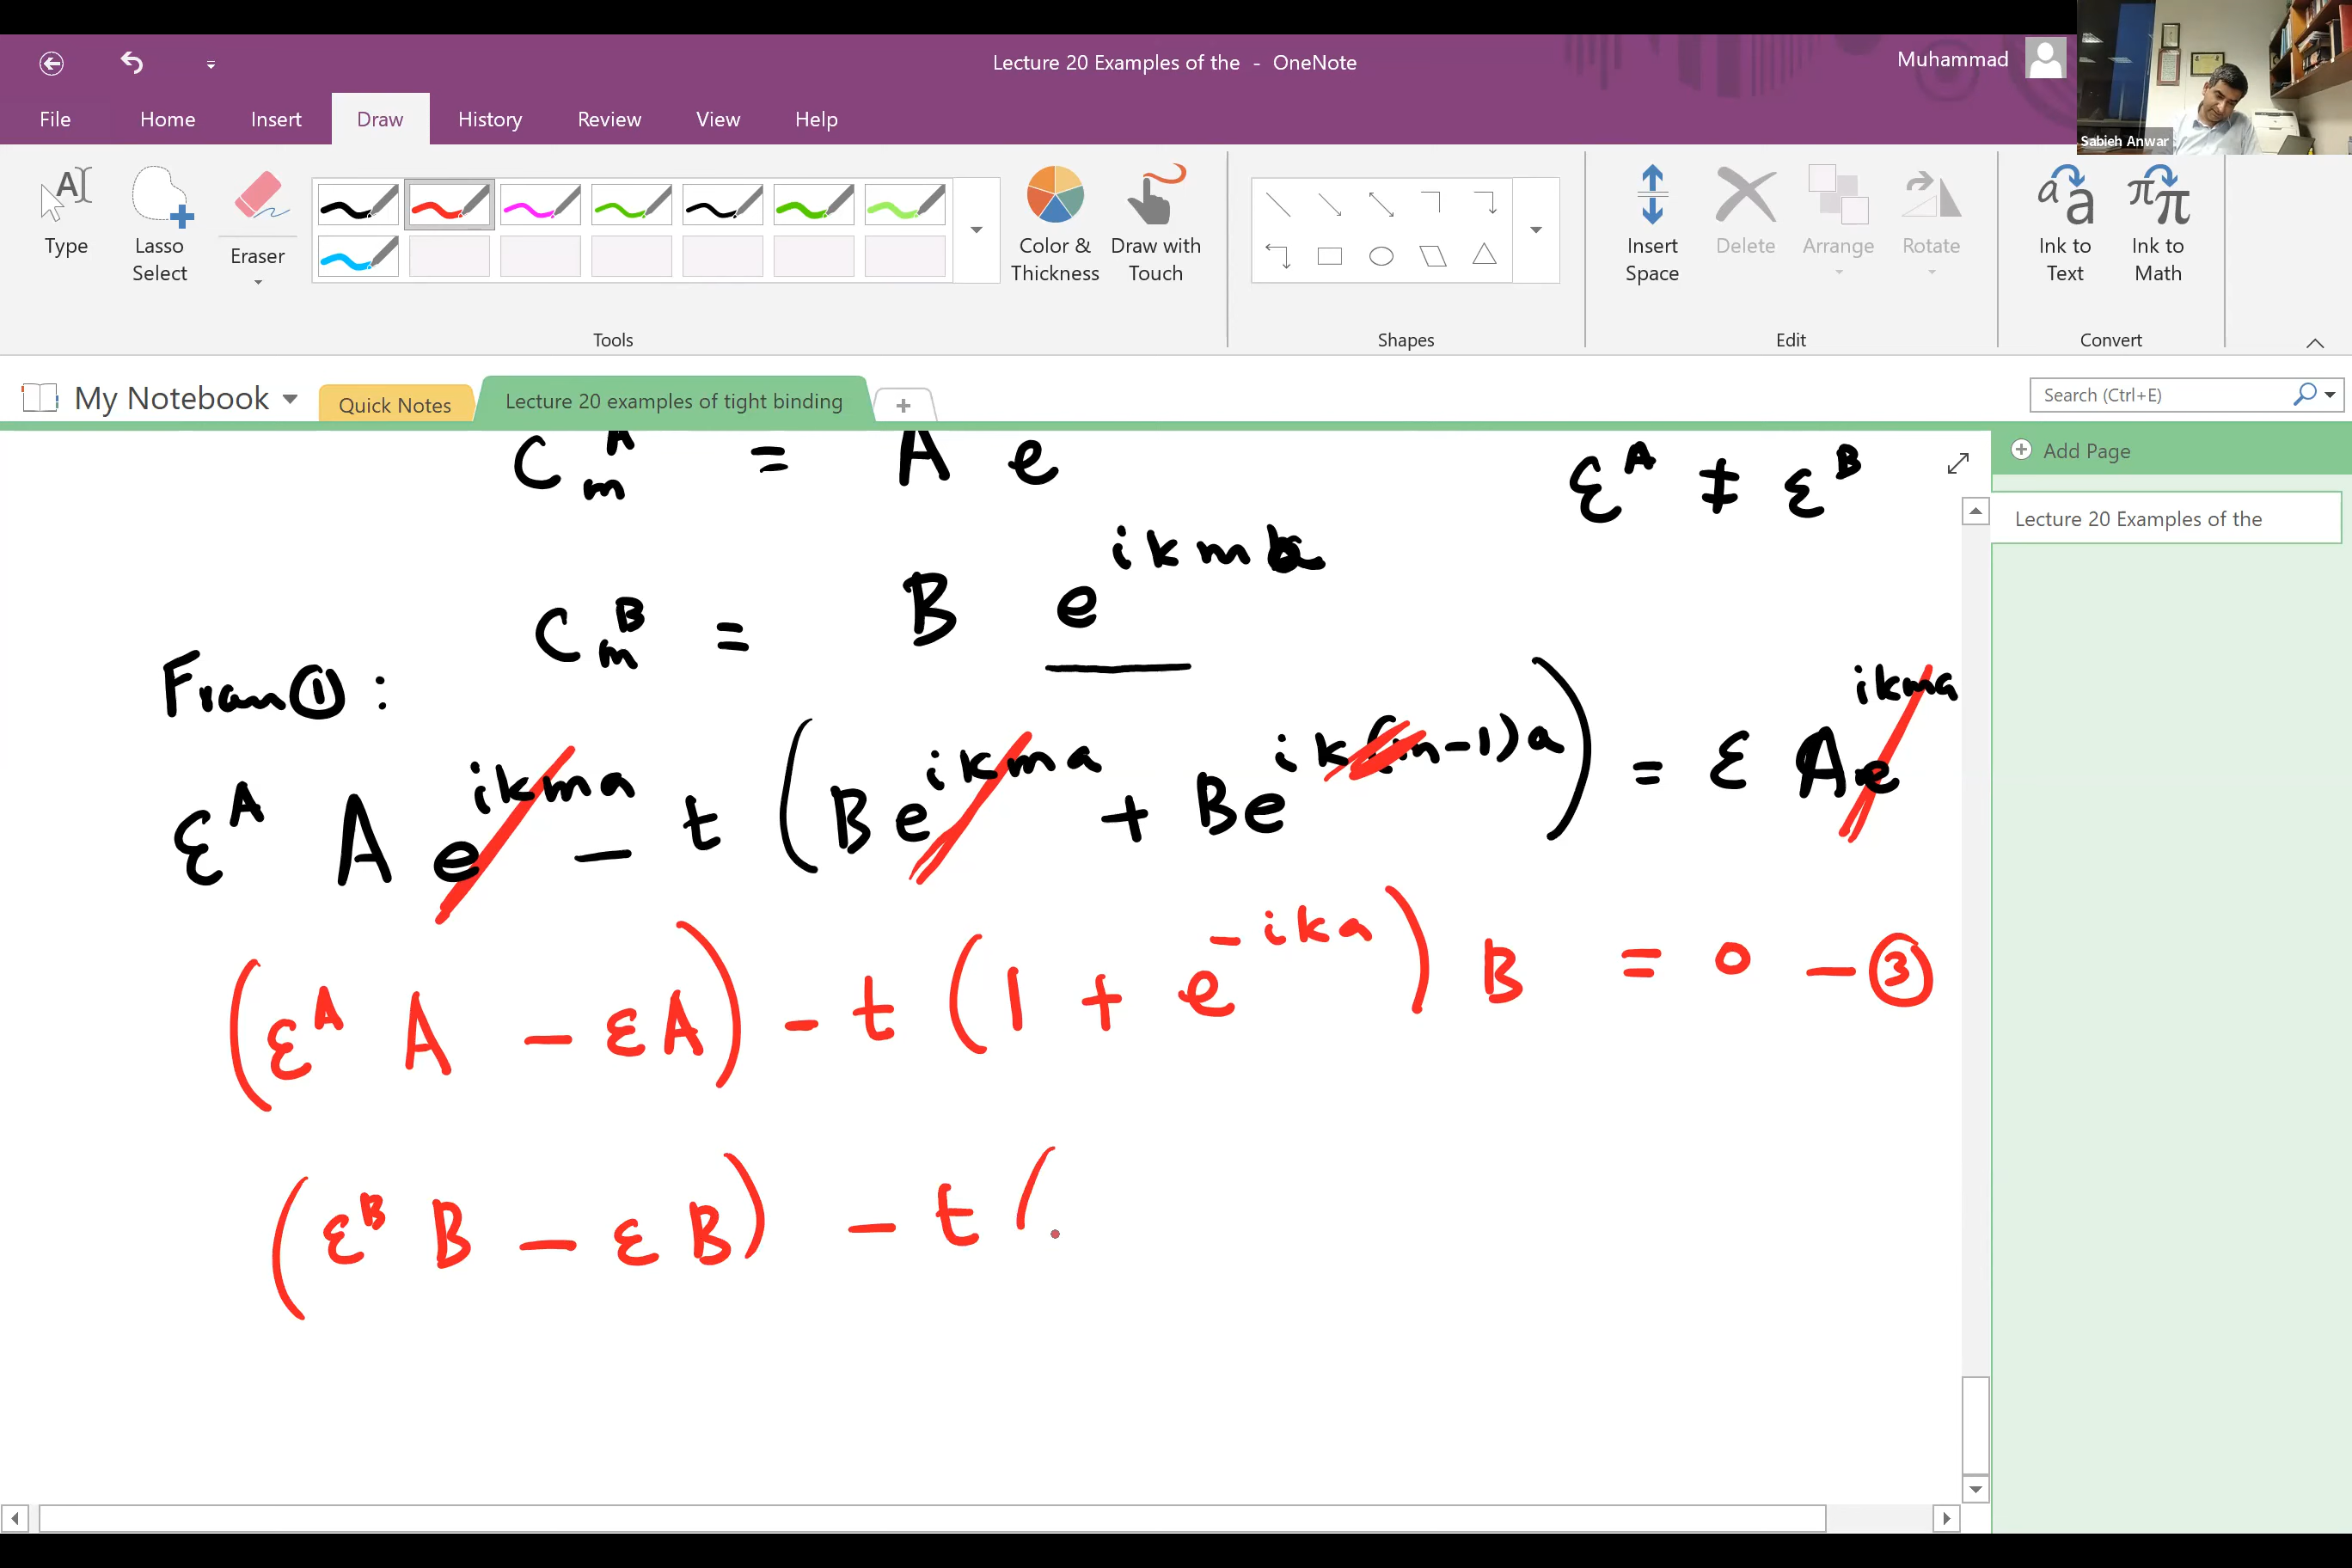 Lecture 20 Examples of the - OneNote
Muhammad
Sabieh Anwar
File Home Insert Draw History Review View Help
Type
Lasso Select
Eraser
Color & Thickness
Draw with Touch
Insert Space
Delete
Arrange
Rotate
Ink to Text
Ink to Math
Tools Shapes Edit Convert
My Notebook
Quick Notes
Lecture 20 examples of tight binding
Search (Ctrl+E)
Add Page
Lecture 20 Examples of the
C_m^A = A e
ε^A ≠ ε^B
C_m^B = B e^{ikma}
From ①:
ε^A A e^{ikma} - t (B e^{ikma} + B e^{ik(m-1)a}) = ε A e^{ikma}
(ε^A A - εA) - t (1 + e^{-ika}) B = 0 - ③
(ε^B B - ε B) - t (